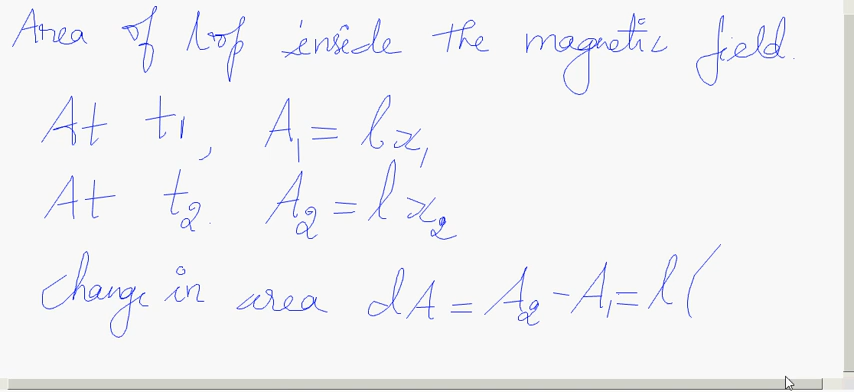 Area of loop inside the magnetic field.
At t1, A1 = lx1
At t2. A2 = lx2
Change in area dA = A2 - A1 = l(